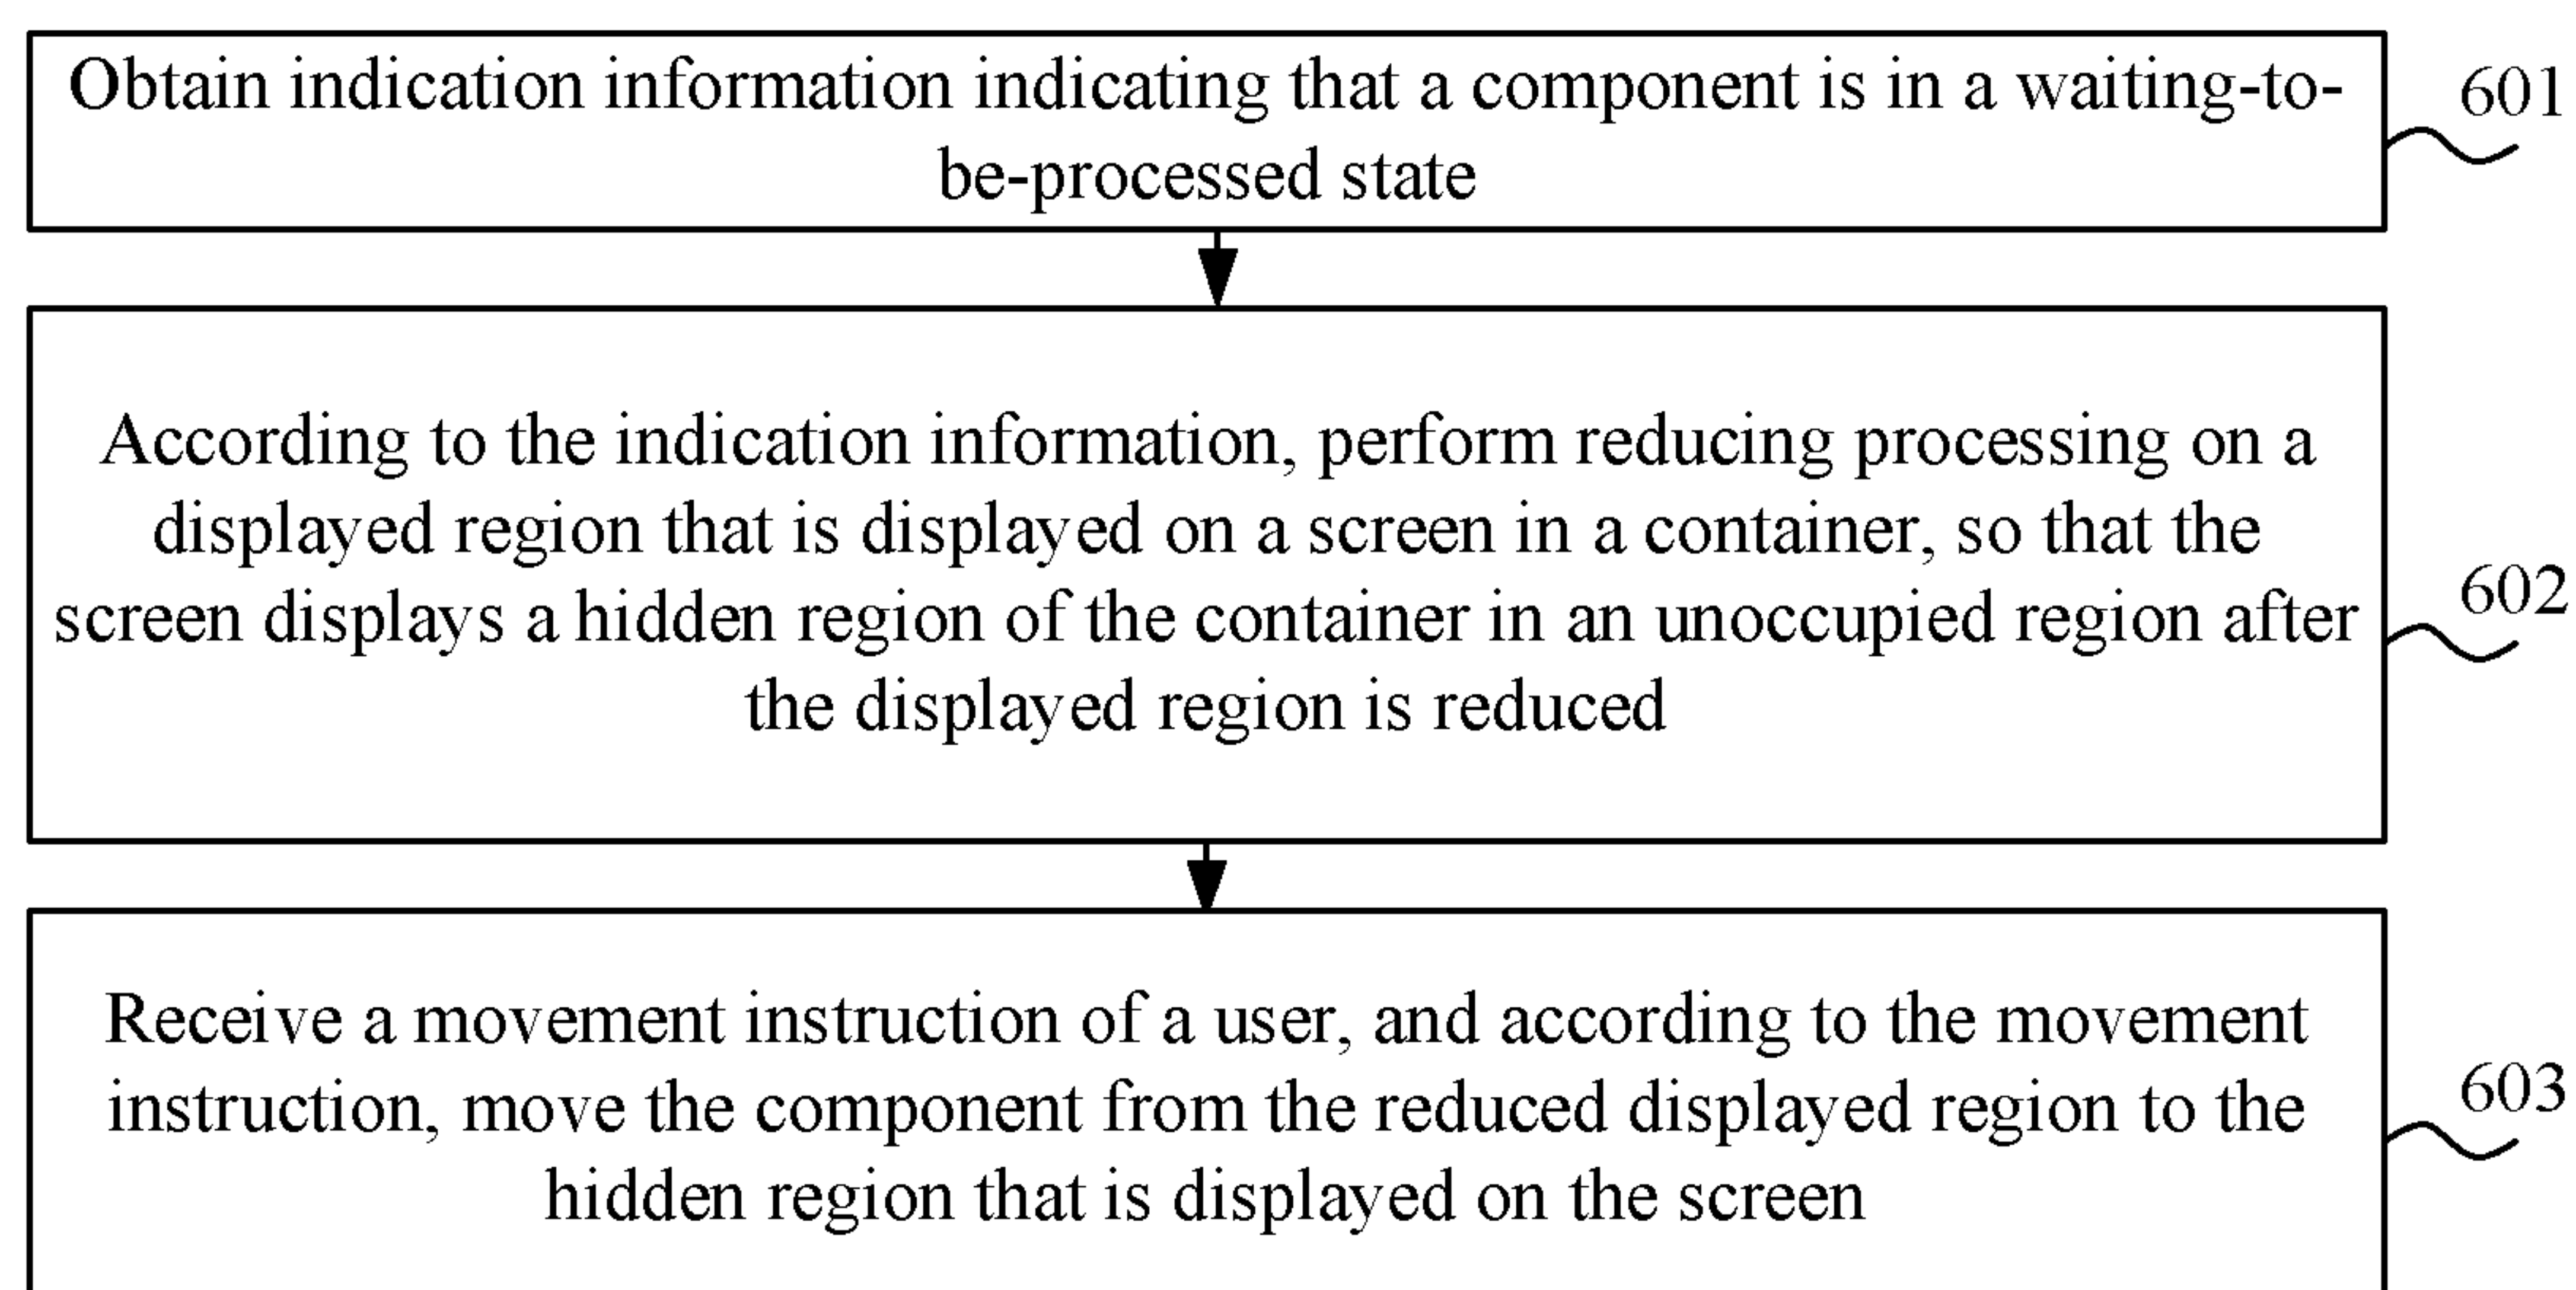 Obtain indication information indicating that a component is in a waiting-to-
be-processed state
601
According to the indication information, perform reducing processing on a
displayed region that is displayed on a screen in a container, so that the
screen displays a hidden region of the container in an unoccupied region after
the displayed region is reduced
602
Receive a movement instruction of a user, and according to the movement
instruction, move the component from the reduced displayed region to the
hidden region that is displayed on the screen
603